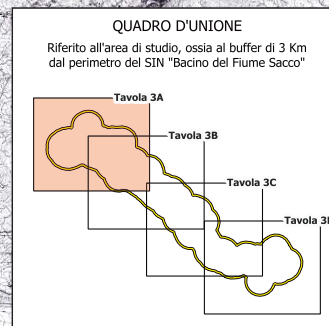 QUADRO D'UNIONE
Riferito all'area di studio, ossia al buffer di 3 Km
dal perimetro del SIN "Bacino del Fiume Sacco"
Tavola 3A
Tavola 3B
Tavola 3C
Tavola